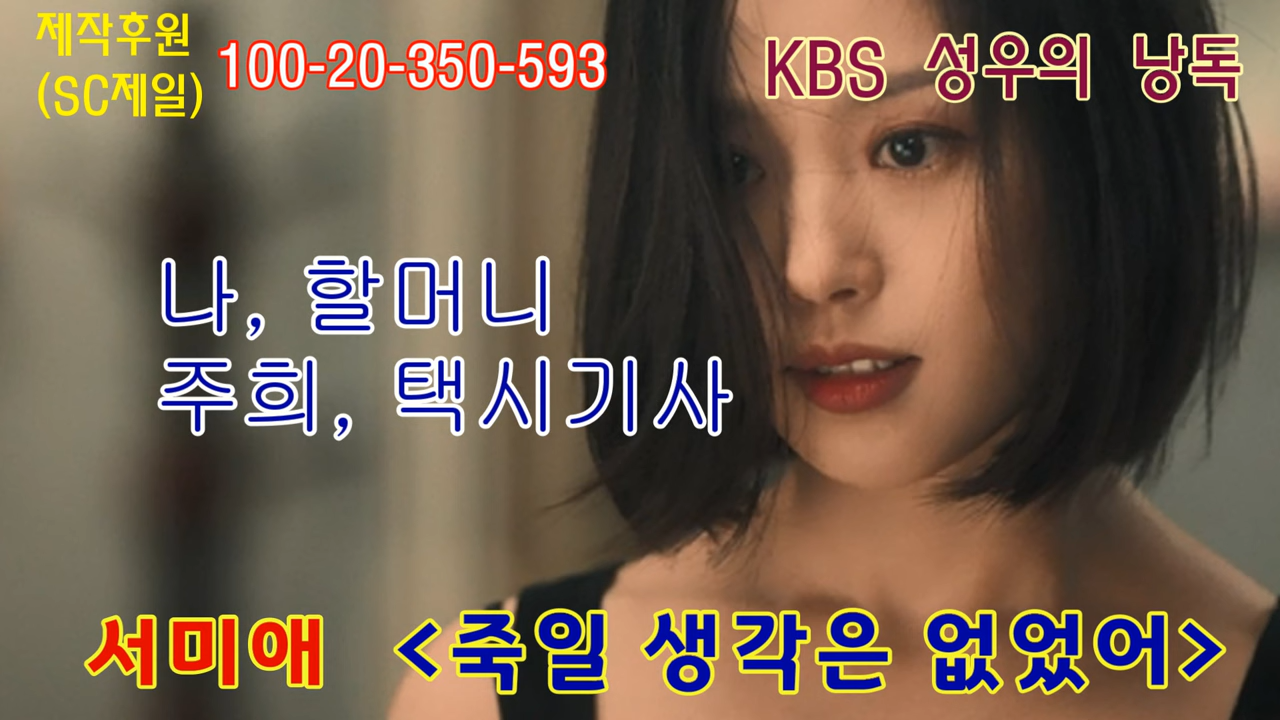 제작후원
(SC제일)
100-20-350-593
KBS 성우의 낭독
나, 할머니
주희, 택시기사
서미애 <죽일 생각은 없었어>